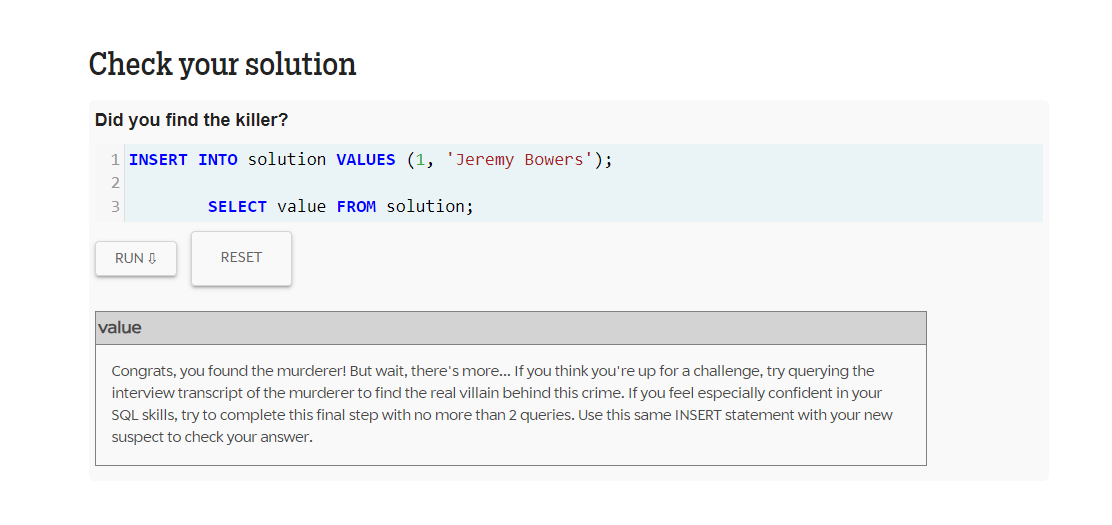 Check your solution
Did you find the killer?
1 INSERT INTO solution VALUES (1, 'Jeremy Bowers');
2
3 SELECT value FROM solution;
RUN ⇩ RESET
value
Congrats, you found the murderer! But wait, there's more... If you think you're up for a challenge, try querying the
interview transcript of the murderer to find the real villain behind this crime. If you feel especially confident in your
SQL skills, try to complete this final step with no more than 2 queries. Use this same INSERT statement with your new
suspect to check your answer.